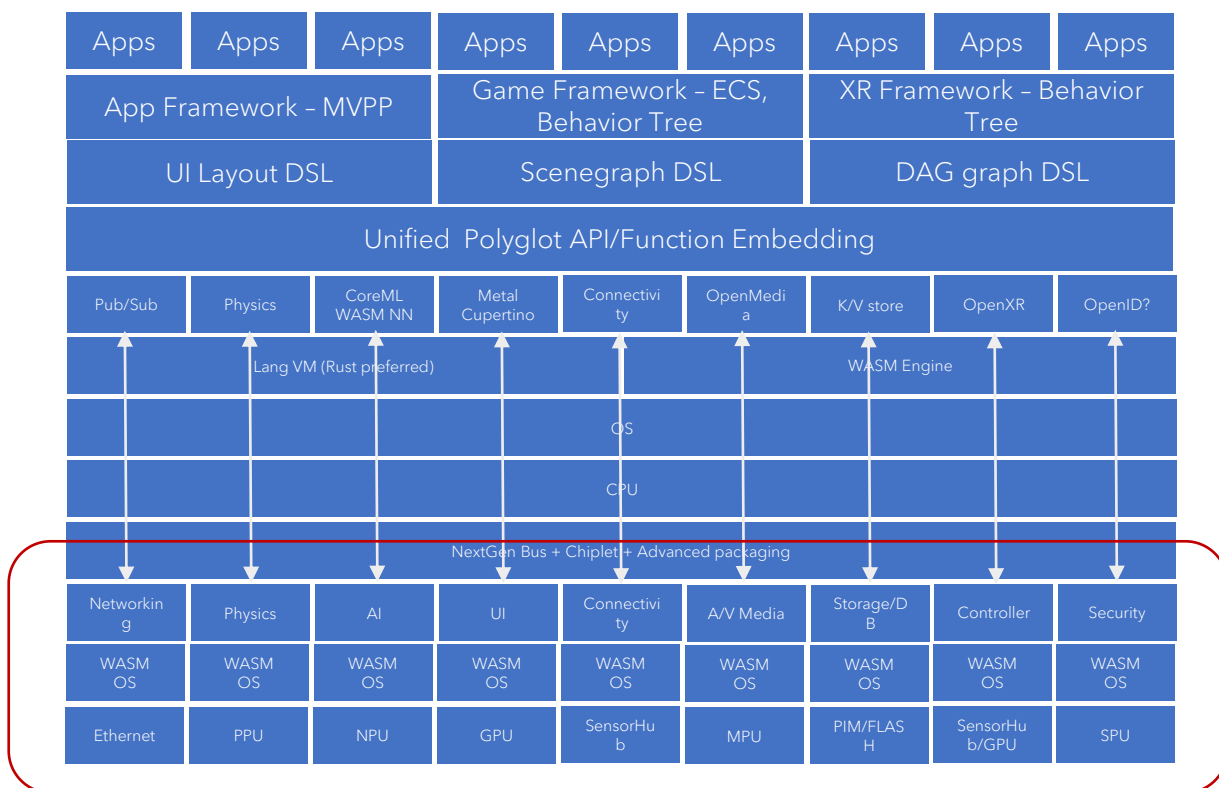 Apps Apps Apps Apps Apps Apps Apps Apps Apps
App Framework – MVPP
Game Framework – ECS,
Behavior Tree
XR Framework – Behavior
Tree
UI Layout DSL
Scenegraph DSL
DAG graph DSL
Unified Polyglot API/Function Embedding
Pub/Sub
Physics
CoreML
WASM NN
Metal
Cupertino
Connectivi
ty
OpenMedi
a
K/V store
OpenXR
OpenID?
Lang VM (Rust preferred)
WASM Engine
OS
CPU
NextGen Bus + Chiplet + Advanced packaging
Networkin
g
Physics
AI
UI
Connectivi
ty
A/V Media
Storage/D
B
Controller
Security
WASM
OS
WASM
OS
WASM
OS
WASM
OS
WASM
OS
WASM
OS
WASM
OS
WASM
OS
WASM
OS
Ethernet
PPU
NPU
GPU
SensorHu
b
MPU
PIM/FLAS
H
SensorHu
b/GPU
SPU